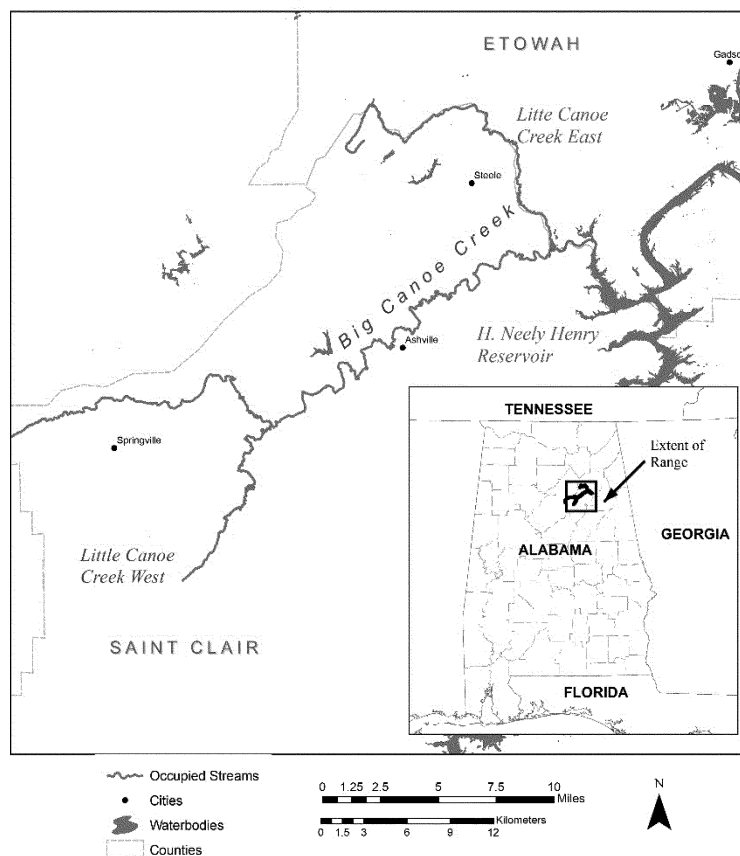 ETOWAH
Gadsd
Litte Canoe
Creek East
Steele
Big Canoe Creek
H. Neely Henry
Reservoir
Ashville
Springville
Little Canoe
Creek West
SAINT CLAIR
TENNESSEE
Extent of
Range
ALABAMA
GEORGIA
FLORIDA
Occupied Streams
Cities
Waterbodies
Counties
0 1.25 2.5 5 7.5 10
Miles
0 1.5 3 6 9 12
Kilometers
N